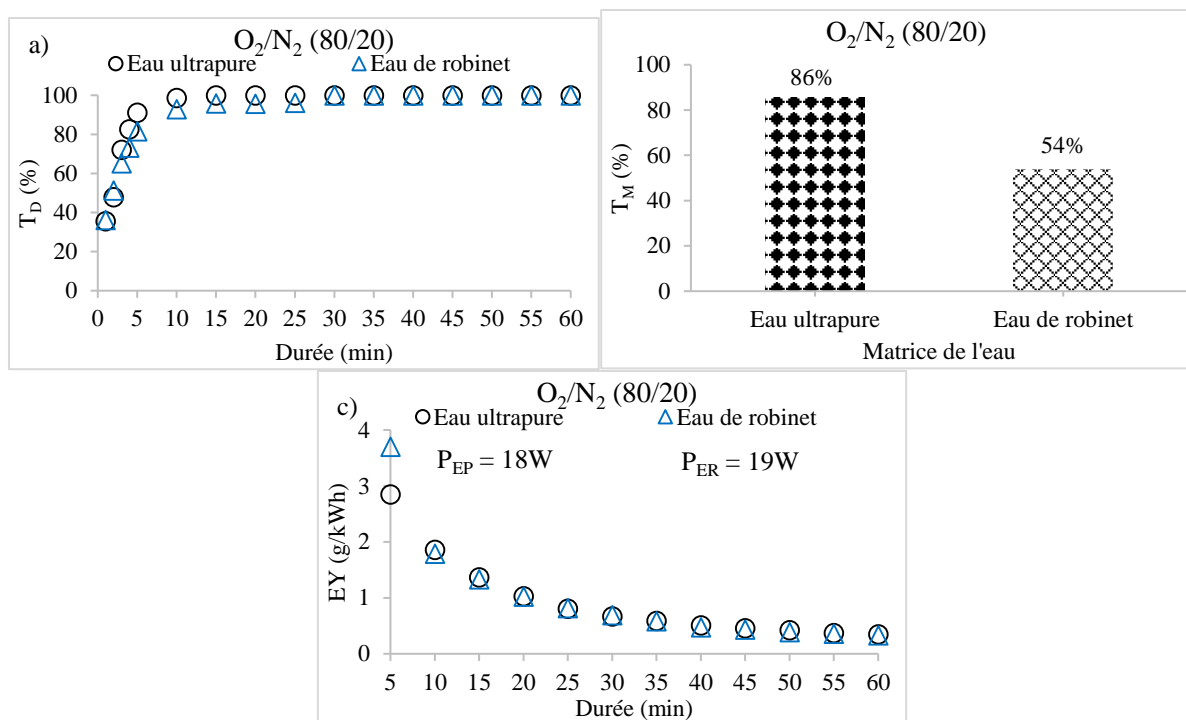 a)
O₂/N₂ (80/20)
Eau ultrapure Eau de robinet
T_D (%)
100
80
60
40
20
0
0 5 10 15 20 25 30 35 40 45 50 55 60
Durée (min)
O₂/N₂ (80/20)
T_M (%)
100
80
60
40
20
0
86%
54%
Eau ultrapure Eau de robinet
Matrice de l'eau
c)
O₂/N₂ (80/20)
Eau ultrapure Eau de robinet
P_EP = 18W P_ER = 19W
EY (g/kWh)
4
3
2
1
0
5 10 15 20 25 30 35 40 45 50 55 60
Durée (min)